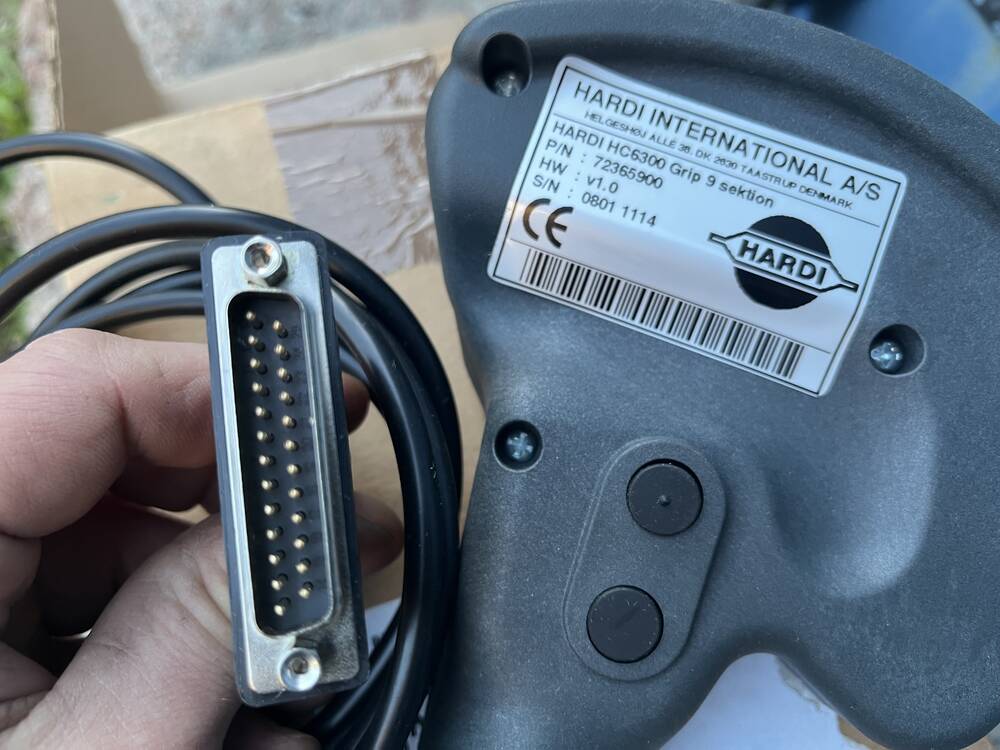 HARDI INTERNATIONAL A/S
HELGESHØJ ALLÉ 38. DK 2630 TAASTRUP DENMARK
HARDI HC6300 Grip 9 sektion
P/N : 72365900
HW : v1.0
S/N : 0801 1114
CE
HARDI